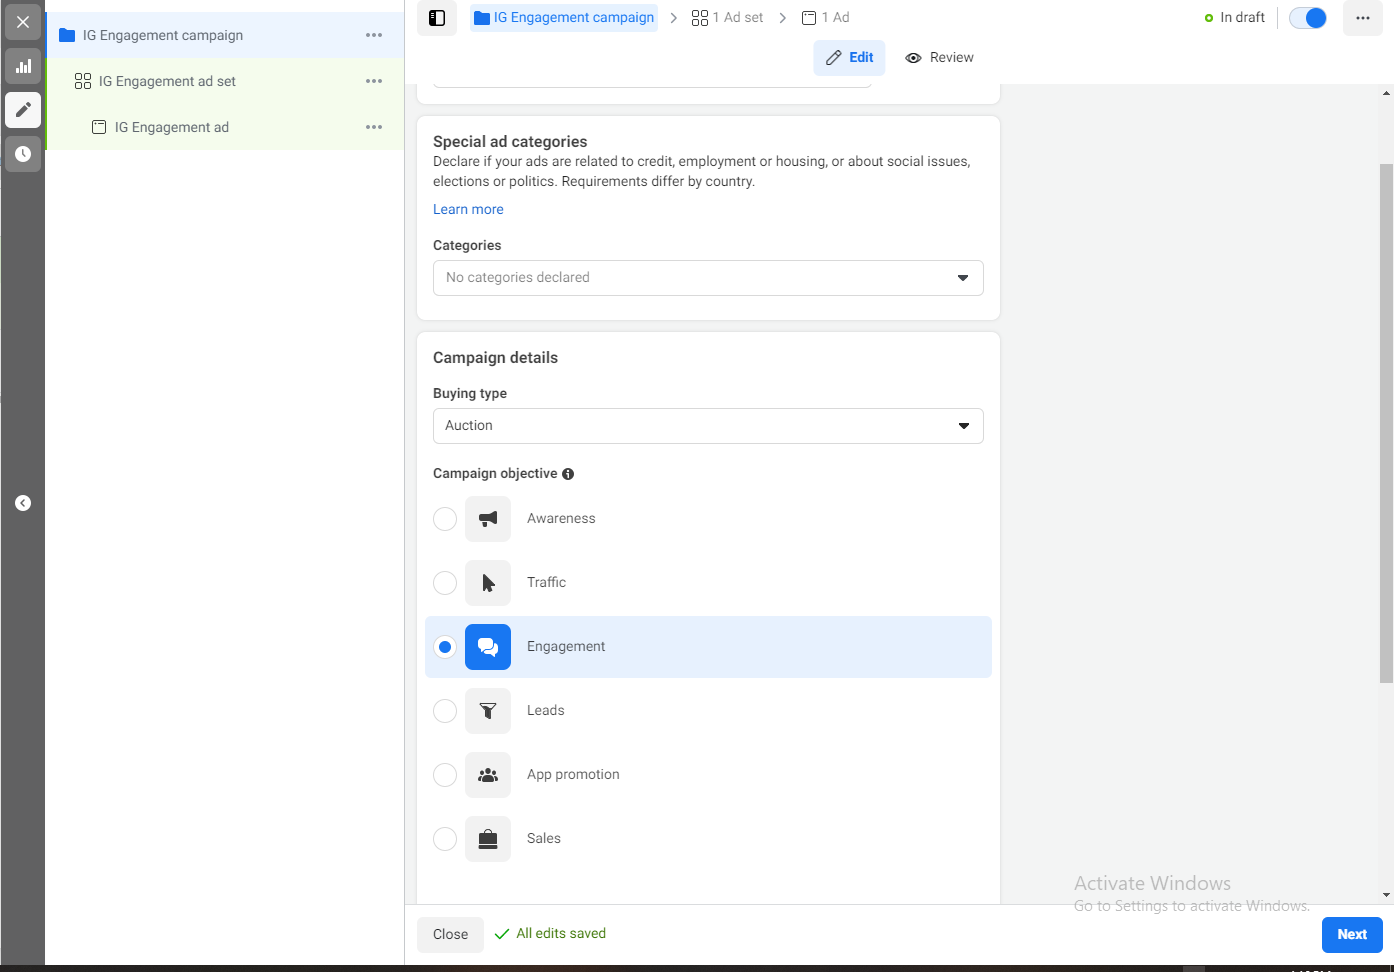 IG Engagement campaign
IG Engagement ad set
IG Engagement ad
IG Engagement campaign
1 Ad set
1 Ad
In draft
Edit
Review
Special ad categories
Declare if your ads are related to credit, employment or housing, or about social issues,
elections or politics. Requirements differ by country.
Learn more
Categories
No categories declared
Campaign details
Buying type
Auction
Campaign objective
Awareness
Traffic
Engagement
Leads
App promotion
Sales
Activate Windows
Go to Settings to activate Windows.
Close
All edits saved
Next